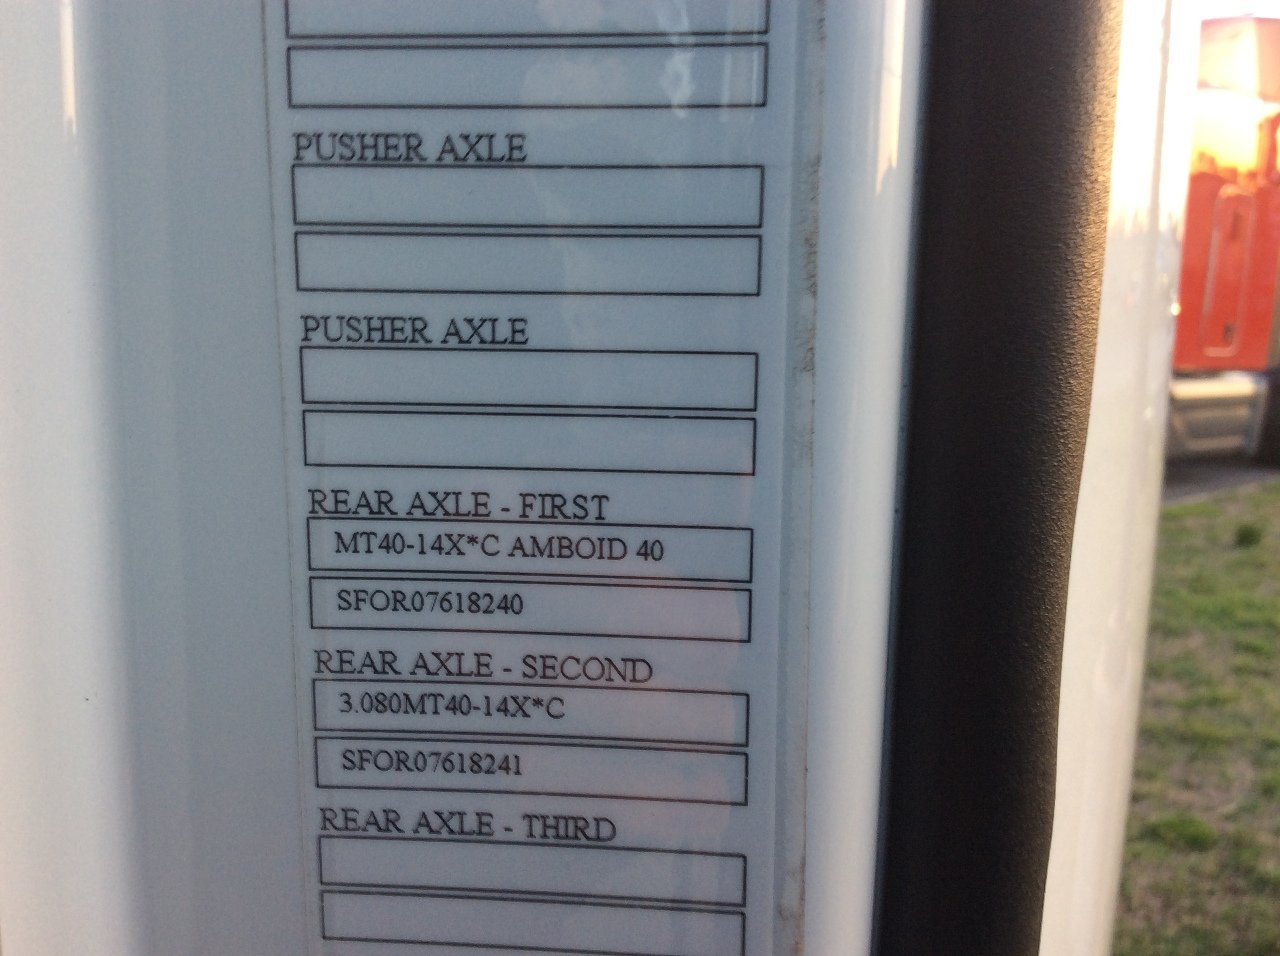 PUSHER AXLE
PUSHER AXLE
REAR AXLE - FIRST
MT40-14X*C AMBOID 40
SFOR07618240
REAR AXLE - SECOND
3.080MT40-14X*C
SFOR07618241
REAR AXLE - THIRD